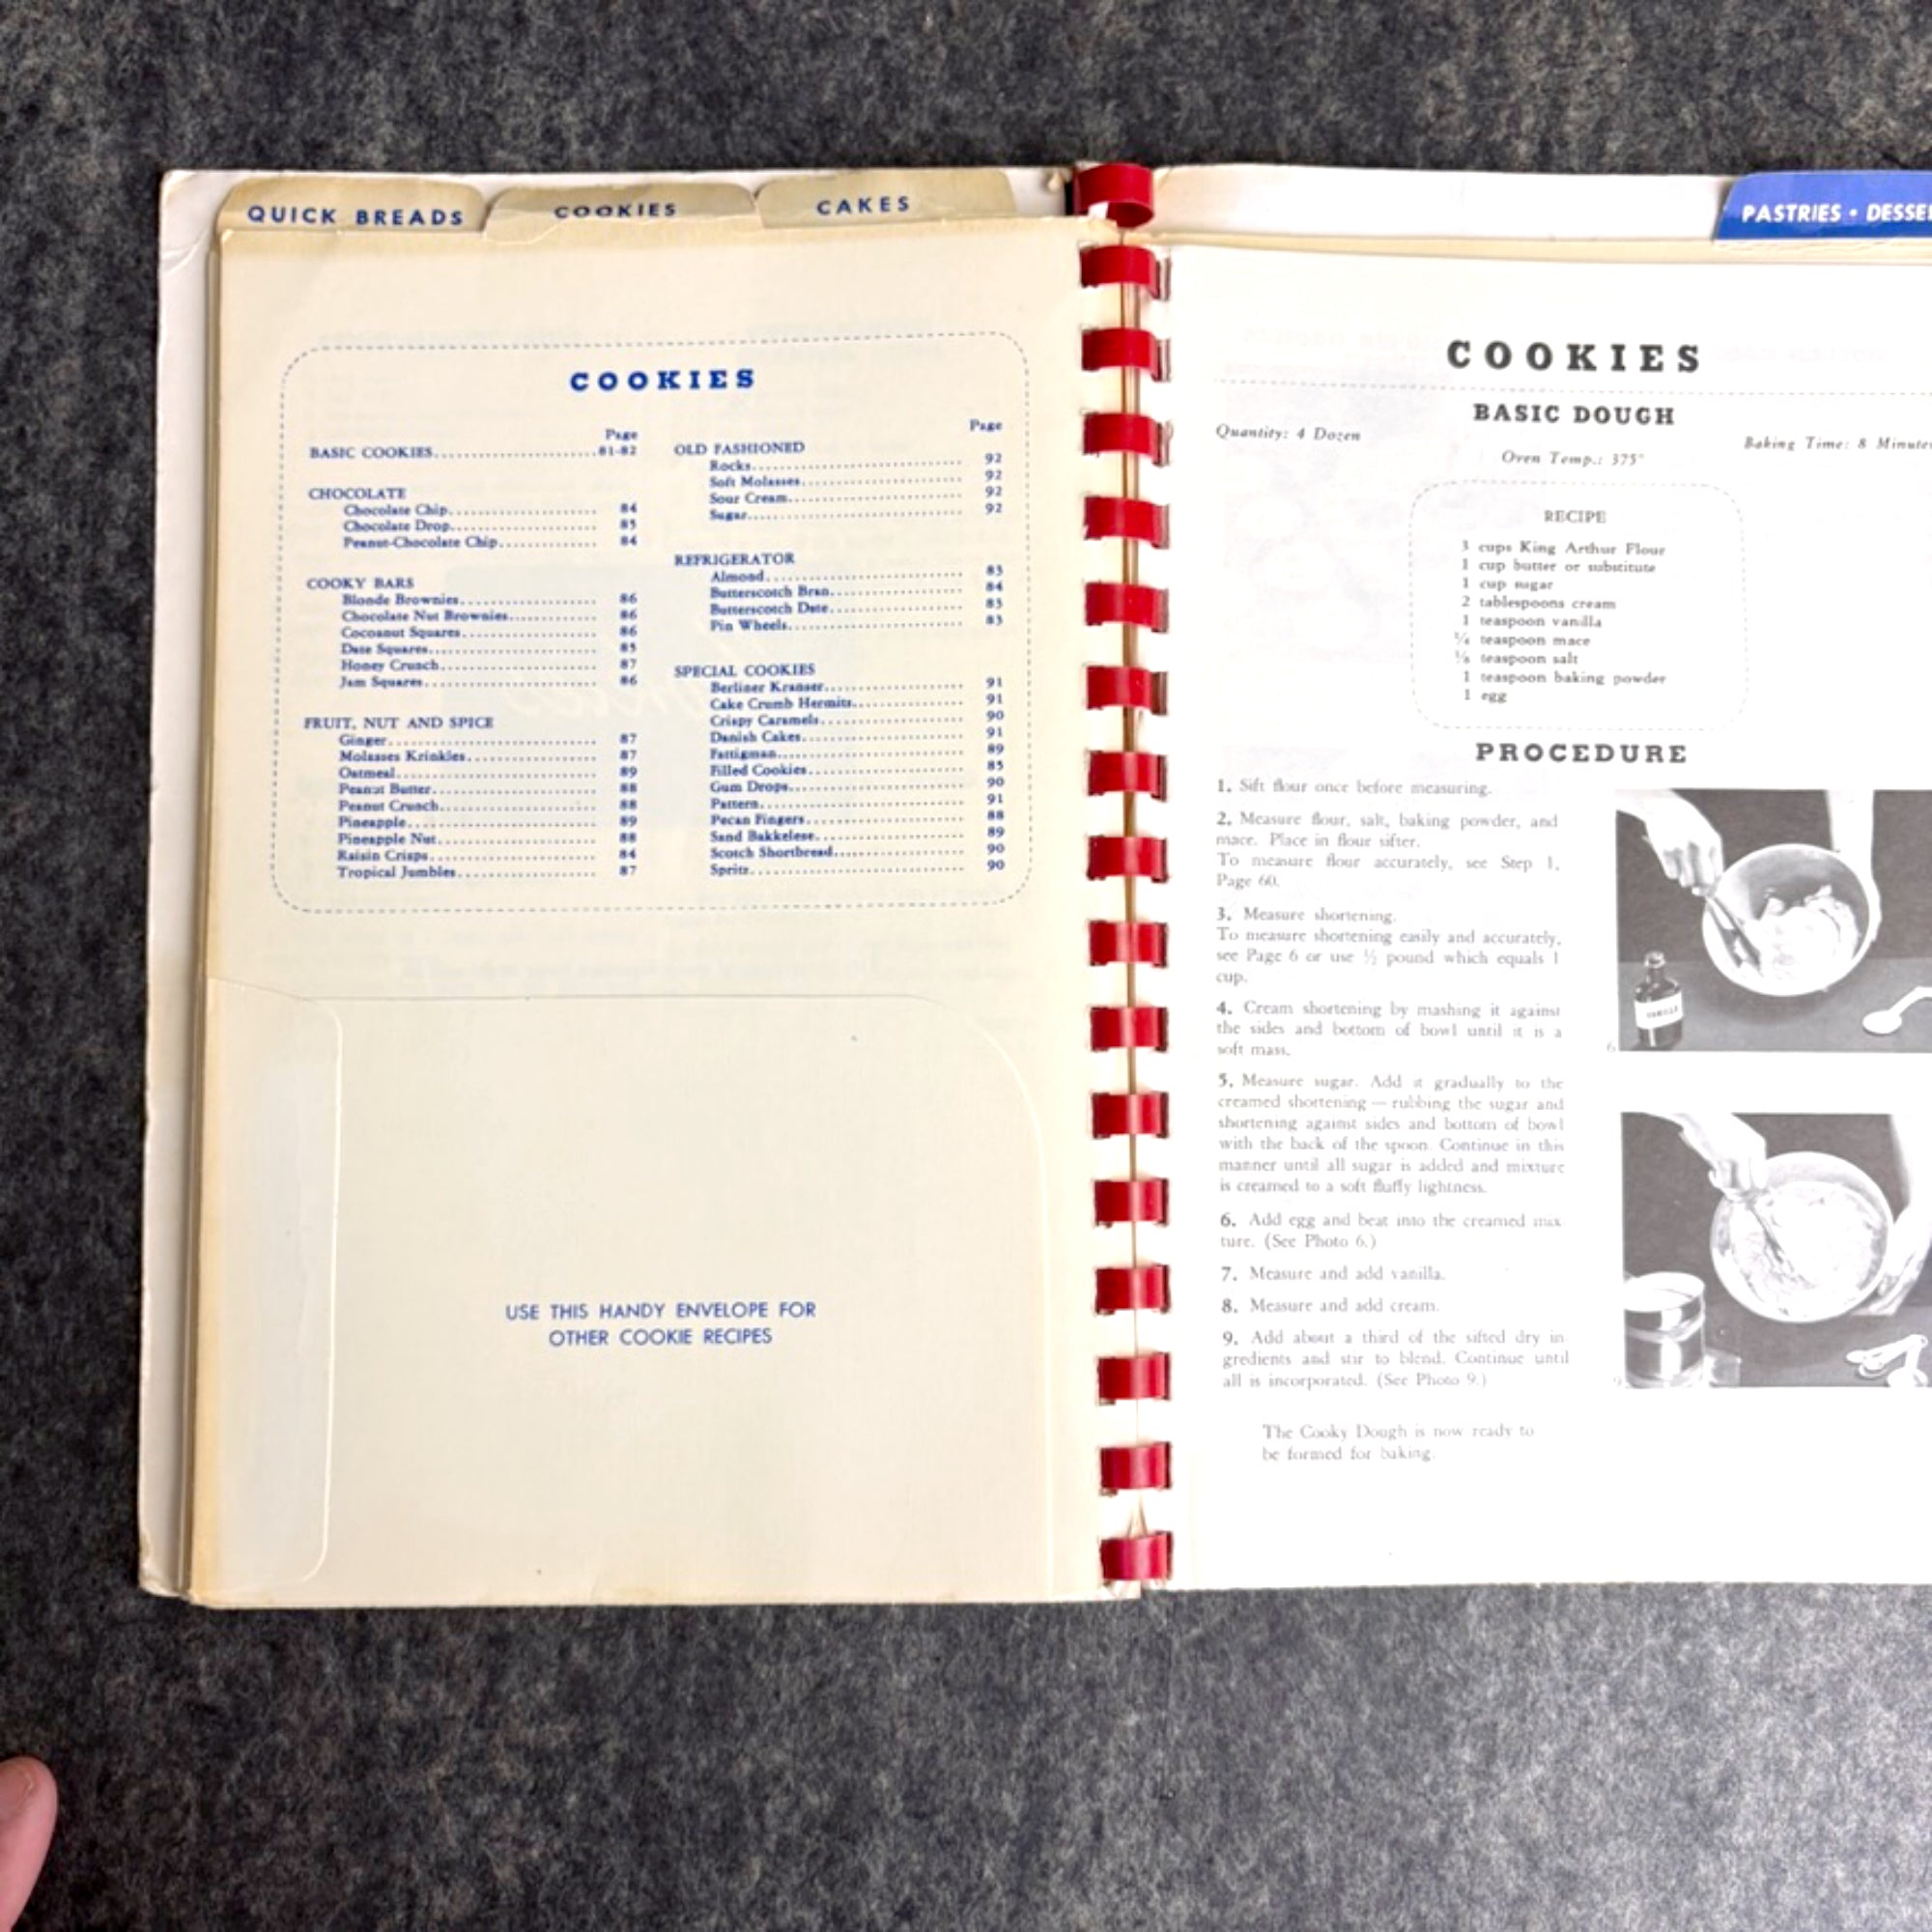 QUICK BREADS
COOKIES
CAKES
COOKIES
Page
BASIC COOKIES..............................81-82
CHOCOLATE
Chocolate Chip........................ 84
Chocolate Drop........................ 85
Peanut-Chocolate Chip............... 84
COOKY BARS
Blonde Brownies....................... 86
Chocolate Nut Brownies.............. 86
Cocoanut Squares..................... 86
Date Squares.......................... 85
Honey Crunch......................... 87
Jam Squares........................... 86
FRUIT, NUT AND SPICE
Ginger................................. 87
Molasses Krinkles..................... 87
Oatmeal................................ 89
Peanut Butter.......................... 88
Peanut Crunch......................... 88
Pineapple.............................. 89
Pineapple Nut......................... 88
Raisin Crisps.......................... 84
Tropical Jumbles...................... 87
Page
OLD FASHIONED
Rocks................................. 92
Soft Molasses......................... 92
Sour Cream........................... 92
Sugar.................................. 92
REFRIGERATOR
Almond................................ 83
Butterscotch Bran..................... 84
Butterscotch Date..................... 83
Pin Wheels............................ 83
SPECIAL COOKIES
Berliner Kranser...................... 91
Cake Crumb Hermits.................. 91
Crispy Caramels...................... 90
Danish Cakes......................... 91
Fattigman............................. 89
Filled Cookies......................... 85
Gum Drops............................ 90
Pattern................................ 91
Pecan Fingers......................... 88
Sand Bakkelese....................... 89
Scotch Shortbread.................... 90
Spritz.................................. 90
USE THIS HANDY ENVELOPE FOR
OTHER COOKIE RECIPES
PASTRIES • DESSE
COOKIES
BASIC DOUGH
Quantity: 4 Dozen
Baking Time: 8 Minutes
Oven Temp.: 375°
RECIPE
3 cups King Arthur Flour
1 cup butter or substitute
1 cup sugar
2 tablespoons cream
1 teaspoon vanilla
¼ teaspoon mace
⅛ teaspoon salt
1 teaspoon baking powder
1 egg
PROCEDURE
1. Sift flour once before measuring.
2. Measure flour, salt, baking powder, and
mace. Place in flour sifter.
To measure flour accurately, see Step 1,
Page 60.
3. Measure shortening.
To measure shortening easily and accurately,
see Page 6 or use ½ pound which equals 1
cup.
4. Cream shortening by mashing it against
the sides and bottom of bowl until it is a
soft mass.
5. Measure sugar. Add it gradually to the
creamed shortening — rubbing the sugar and
shortening against sides and bottom of bowl
with the back of the spoon. Continue in this
manner until all sugar is added and mixture
is creamed to a soft fluffy lightness.
6. Add egg and beat into the creamed mix
ture. (See Photo 6.)
7. Measure and add vanilla.
8. Measure and add cream.
9. Add about a third of the sifted dry in-
gredients and stir to blend. Continue until
all is incorporated. (See Photo 9.)
The Cooky Dough is now ready to
be formed for baking.
VANILLA
6
9